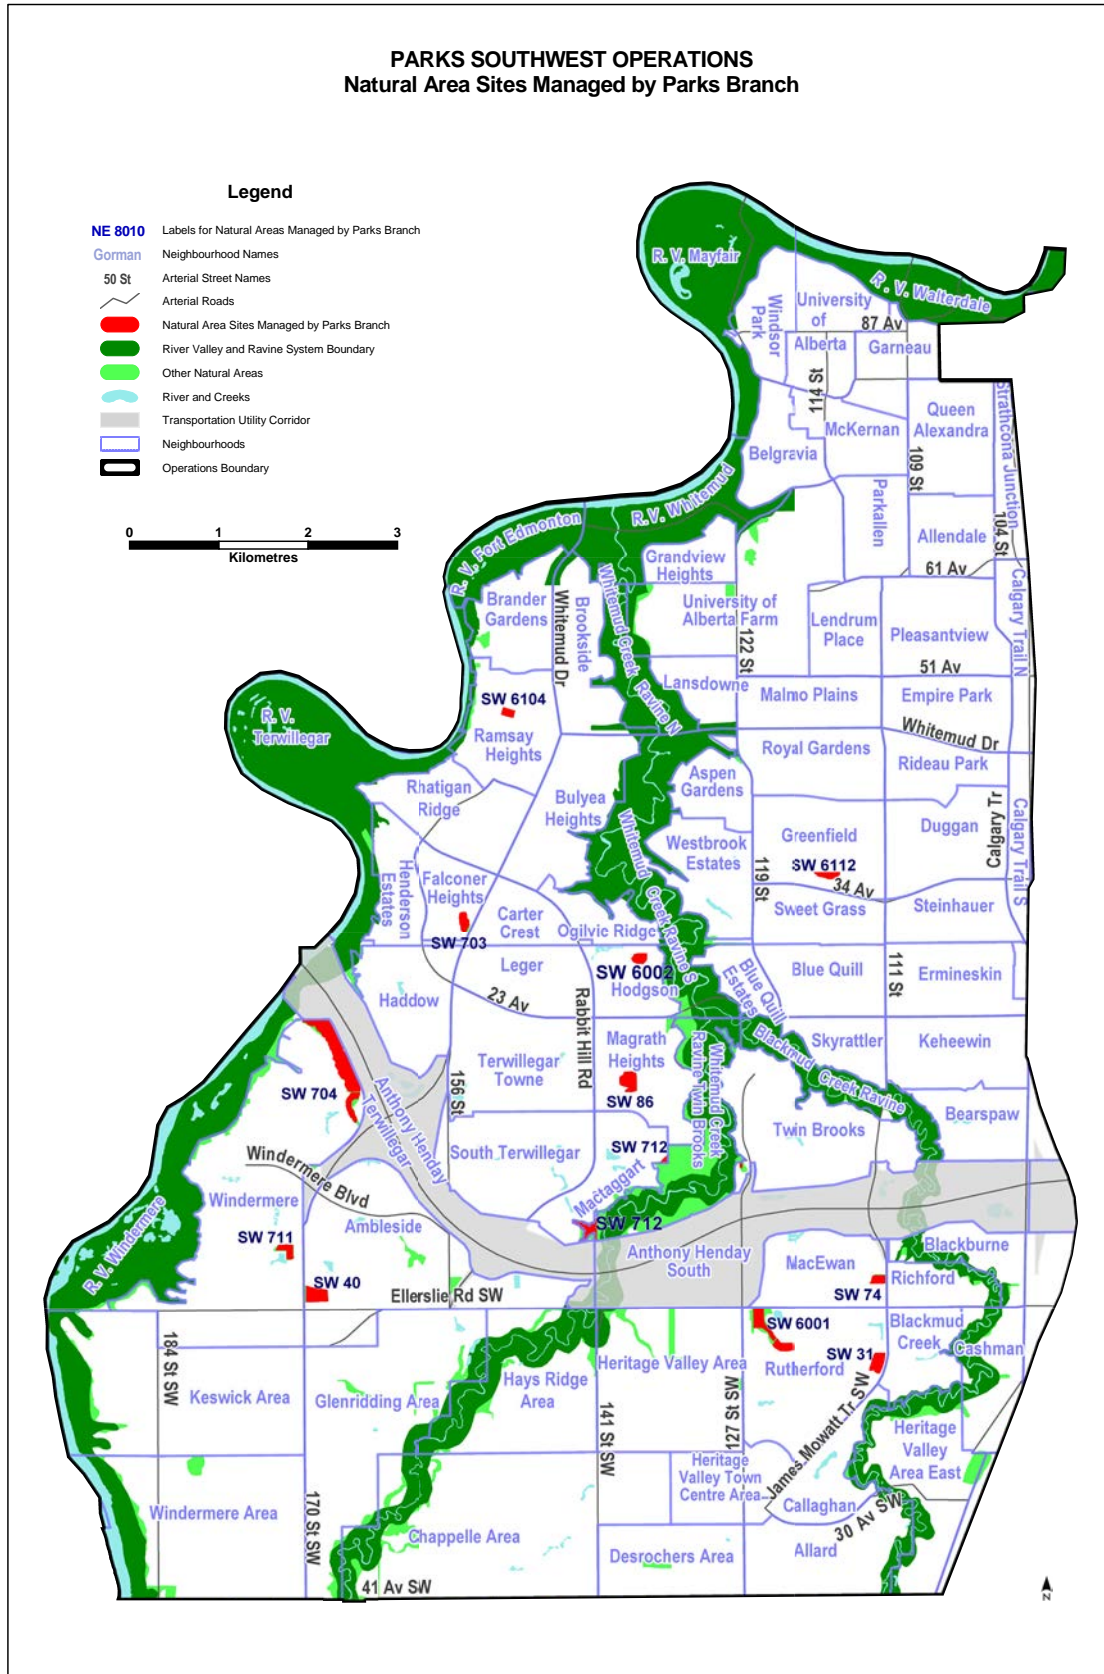 PARKS SOUTHWEST OPERATIONS
Natural Area Sites Managed by Parks Branch
Legend
NE 8010 Labels for Natural Areas Managed by Parks Branch
Gorman Neighbourhood Names
50 St Arterial Street Names
Arterial Roads
Natural Area Sites Managed by Parks Branch
River Valley and Ravine System Boundary
Other Natural Areas
River and Creeks
Transportation Utility Corridor
Neighbourhoods
Operations Boundary
0 1 2 3
Kilometres
R. V. Mayfair
R. V. Walterdale
Windsor
Park
University
of
Alberta
87 Av
Garneau
114 St
McKernan
Queen
Alexandra
Strathcona Junction
Belgravia
109 St
Parkallen
Allendale
104 St
R.V. Whitemud
R. V. Fort Edmonton
Grandview
Heights
61 Av
Calgary Trail N
Brander
Gardens
Whitemud Dr
Brookside
Whitemud Creek Ravine N
University of
Alberta Farm
122 St
Lendrum
Place
Pleasantview
51 Av
Lansdowne
Malmo Plains
Empire Park
SW 6104
Ramsay
Heights
R. V.
Terwillegar
Royal Gardens
Whitemud Dr
Rideau Park
Rhatigan
Ridge
Bulyea
Heights
Aspen
Gardens
Calgary Tr
Calgary Trail S
Duggan
Greenfield
Westbrook
Estates
SW 6112
34 Av
119 St
Whitemud Creek Ravine S
Henderson
Estates
Falconer
Heights
Carter
Crest
Sweet Grass
Steinhauer
SW 703
Ogilvie Ridge
Leger
SW 6002
Hodgson
Blue Quill
Estates
Blue Quill
111 St
Ermineskin
Haddow
23 Av
Rabbit Hill Rd
Magrath
Heights
Whitemud Creek
Ravine Twin Brooks
Blackmud Creek Ravine
Skyrattler
Keheewin
Terwillegar
Towne
156 St
SW 704
Anthony Henday
Terwillegar
SW 86
Bearspaw
Twin Brooks
South Terwillegar
SW 712
Windermere Blvd
Mactaggart
R. V. Windermere
Windermere
Ambleside
SW 712
SW 711
Anthony Henday
South
MacEwan
Blackburne
Richford
SW 40
Ellerslie Rd SW
SW 74
SW 6001
Blackmud
Creek
Cashman
184 St SW
Heritage Valley Area
SW 31
Rutherford
Keswick Area
Glenridding Area
Hays Ridge
Area
141 St SW
127 St SW
James Mowatt Tr SW
Heritage
Valley
Area East
Heritage
Valley Town
Centre Area
Windermere Area
170 St SW
Callaghan
30 Av SW
Chappelle Area
Desrochers Area
Allard
41 Av SW
N